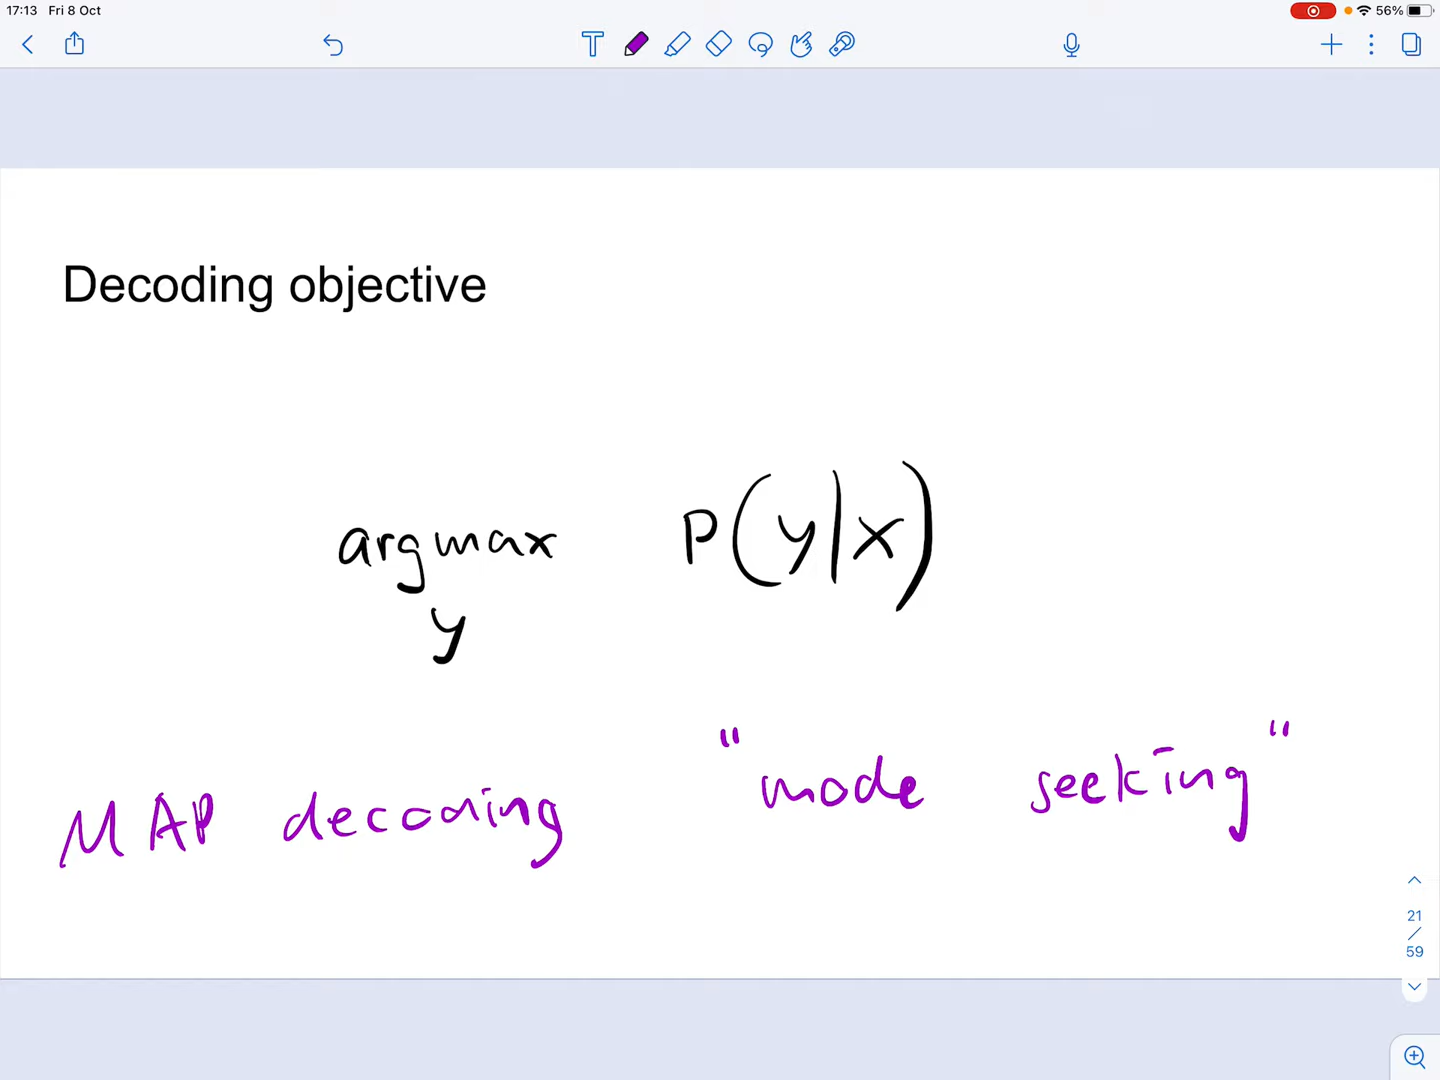 17:13 Fri 8 Oct 56%
Decoding objective
argmax P(y|x)
y
MAP decoding "mode seeking"
21
/
59